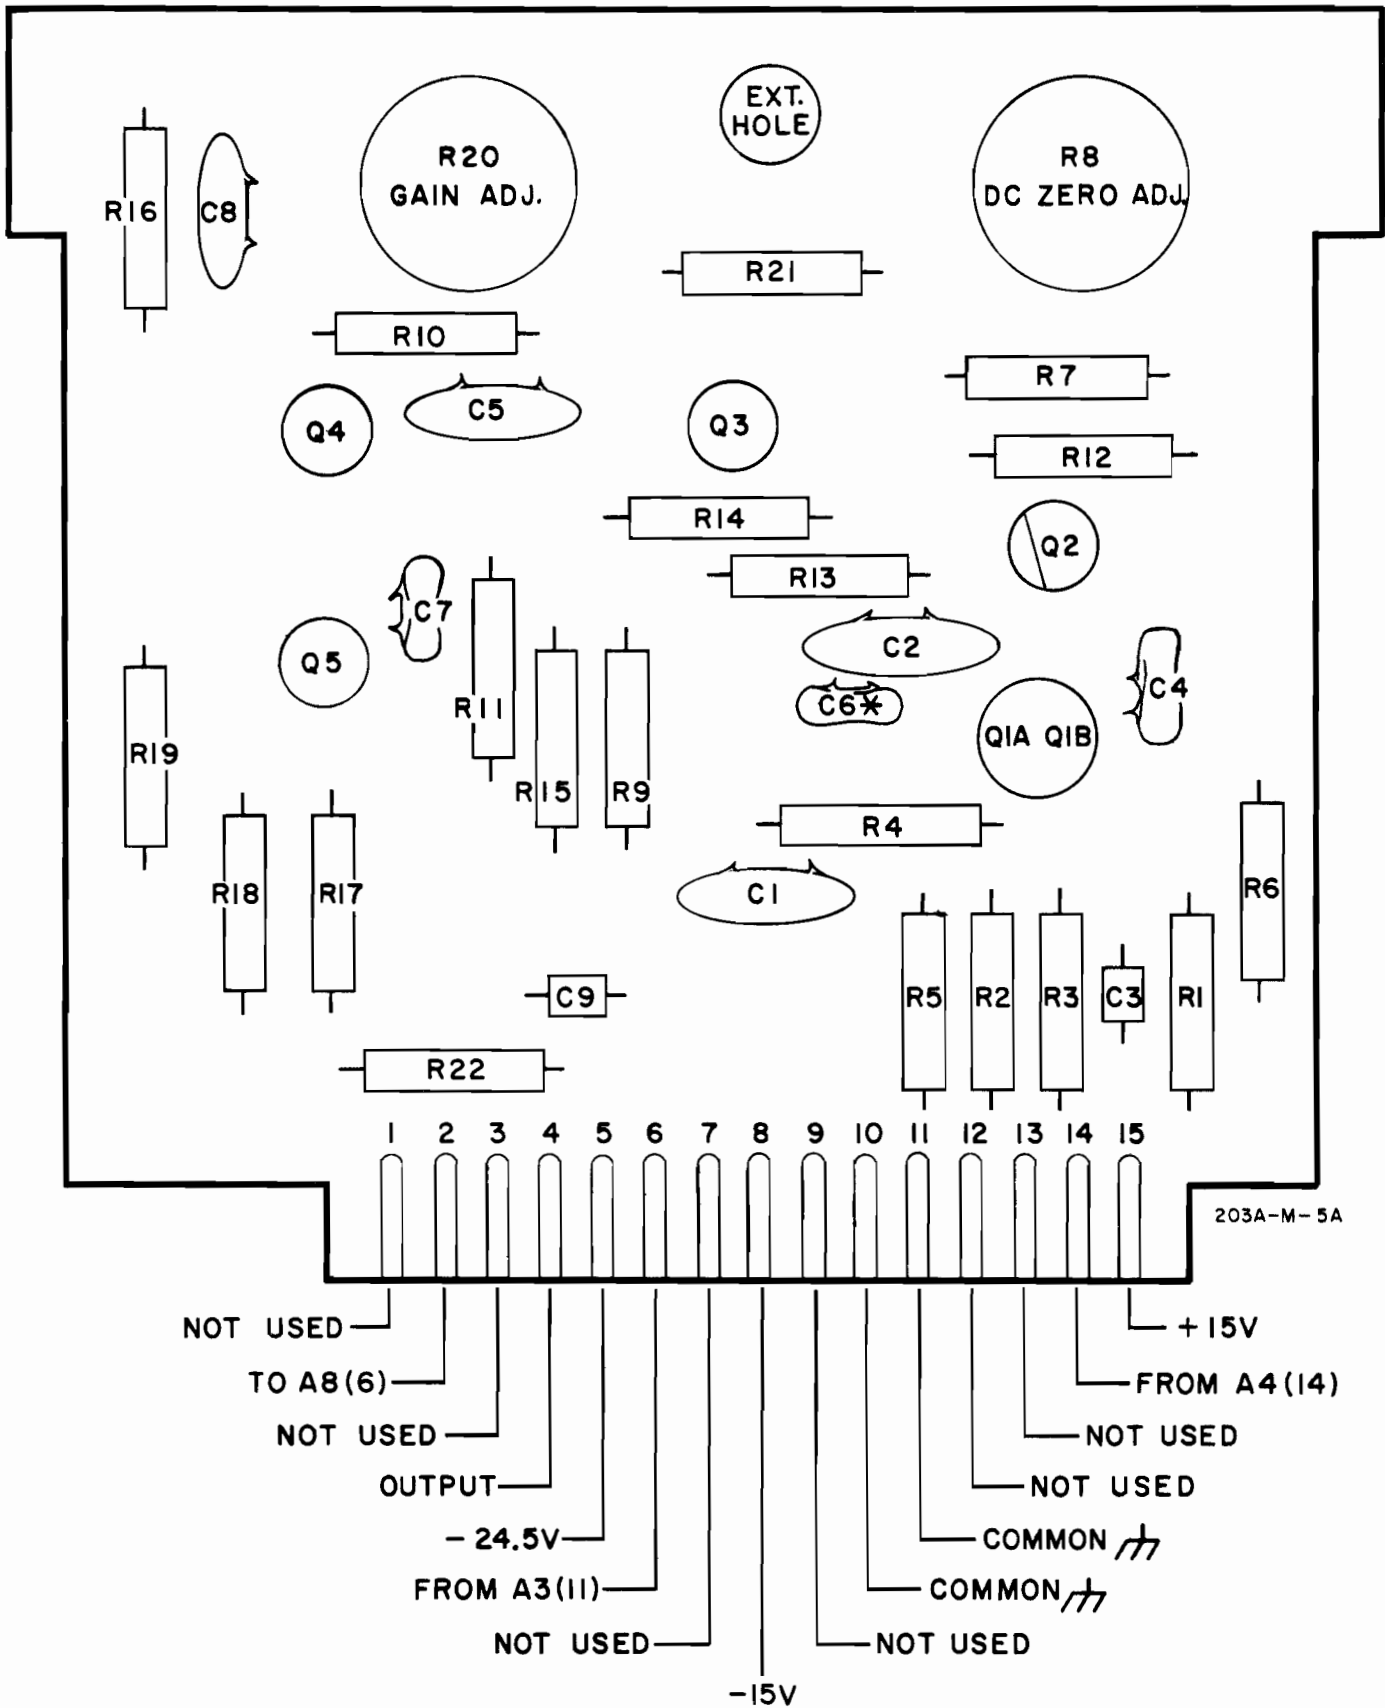 EXT.
HOLE
R20
GAIN ADJ.
R8
DC ZERO ADJ.
R16
C8
R21
R10
R7
C5
Q4
Q3
R12
R14
Q2
R13
C7
C2
Q5
C4
R11
C6*
Q1A Q1B
R19
R15
R9
R4
R18
R17
C1
R6
C9
R5
R2
R3
C3
R1
R22
1 2 3 4 5 6 7 8 9 10 11 12 13 14 15
203A-M-5A
NOT USED
+15V
TO A8(6)
FROM A4(14)
NOT USED
NOT USED
OUTPUT
NOT USED
-24.5V
COMMON
FROM A3(11)
COMMON
NOT USED
NOT USED
-15V